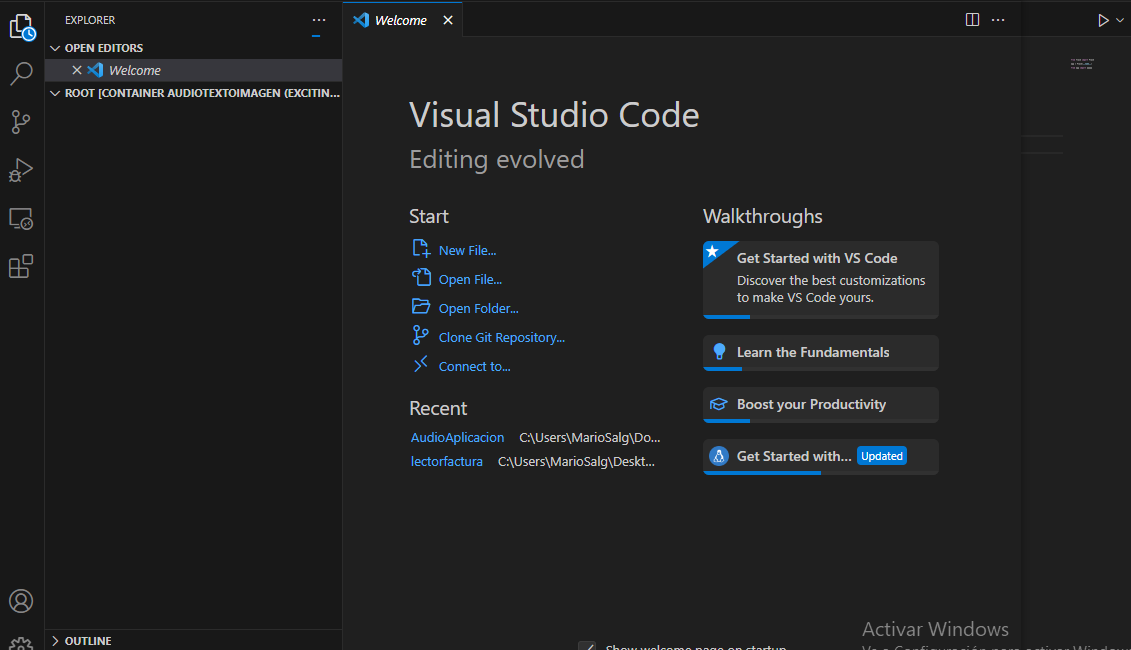 EXPLORER
Welcome
OPEN EDITORS
Welcome
ROOT [CONTAINER AUDIOTEXTOIMAGEN (EXCITIN...
Visual Studio Code
Editing evolved
Start
New File...
Open File...
Open Folder...
Clone Git Repository...
Connect to...
Recent
AudioAplicacion C:\Users\MarioSalg\Do...
lectorfactura C:\Users\MarioSalg\Deskt...
Walkthroughs
Get Started with VS Code
Discover the best customizations
to make VS Code yours.
Learn the Fundamentals
Boost your Productivity
Get Started with... Updated
OUTLINE
Show welcome page on startup
Activar Windows
Ve a Configuración para activar Windows